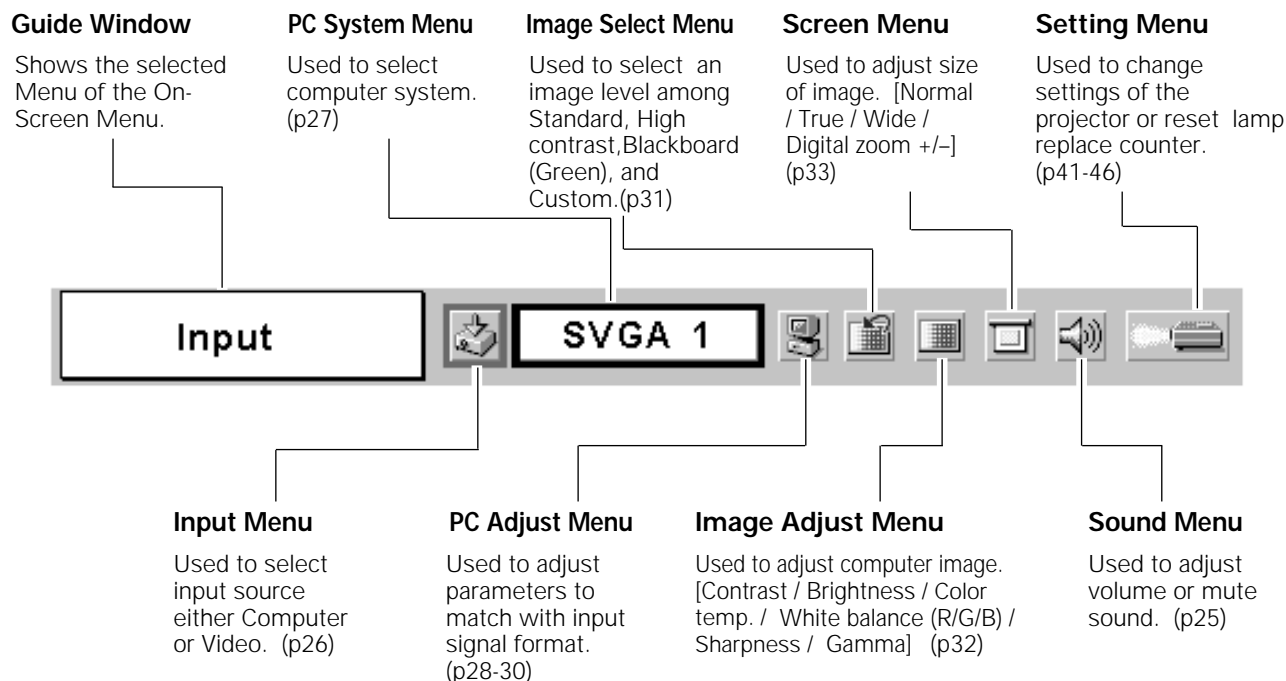 Guide Window
Shows the selected
Menu of the On-
Screen Menu.
PC System Menu
Used to select
computer system.
(p27)
Image Select Menu
Used to select  an
image level among
Standard, High
contrast,Blackboard
(Green), and
Custom.(p31)
Screen Menu
Used to adjust size
of image.  [Normal
/ True / Wide /
Digital zoom +/–]
(p33)
Setting Menu
Used to change
settings of the
projector or reset  lamp
replace counter.
(p41-46)
Input
SVGA 1
Input Menu
Used to select
input source
either Computer
or Video.  (p26)
PC Adjust Menu
Used to adjust
parameters to
match with input
signal format.
(p28-30)
Image Adjust Menu
Used to adjust computer image.
[Contrast / Brightness / Color
temp. /  White balance (R/G/B) /
Sharpness /  Gamma]   (p32)
Sound Menu
Used to adjust
volume or mute
sound.  (p25)